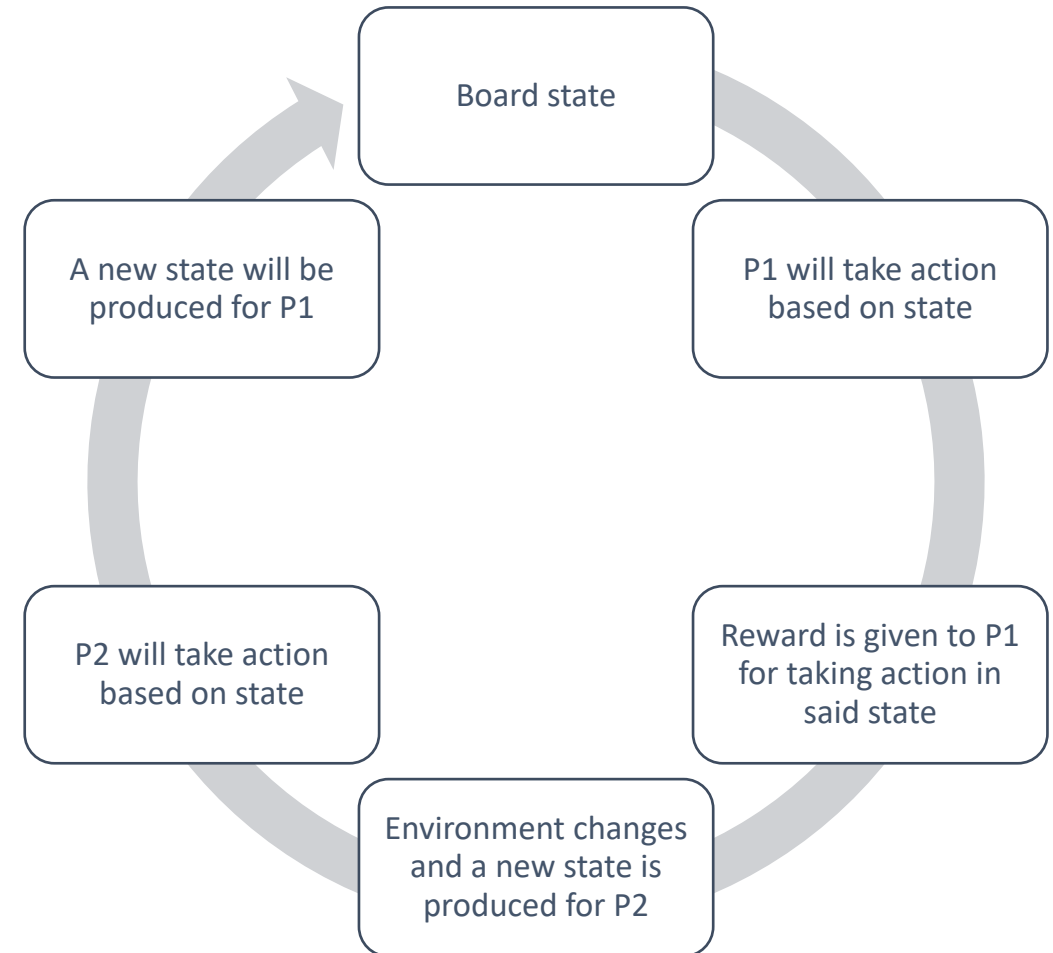 Board state
P1 will take action
based on state
Reward is given to P1
for taking action in
said state
Environment changes
and a new state is
produced for P2
P2 will take action
based on state
A new state will be
produced for P1